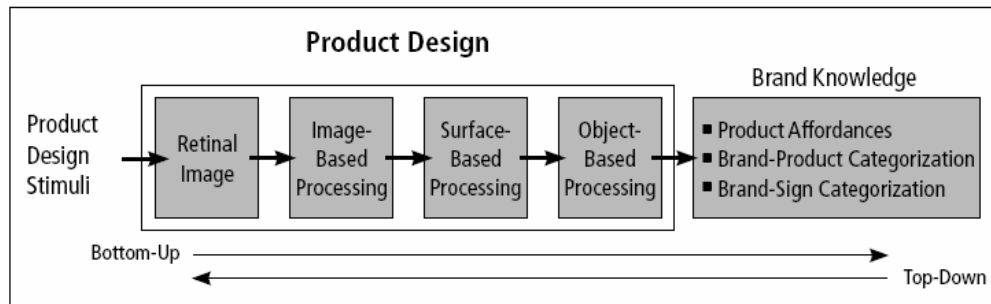 Product Design
Brand Knowledge
Product
Design
Stimuli
Retinal
Image
Image-
Based
Processing
Surface-
Based
Processing
Object-
Based
Processing
■ Product Affordances
■ Brand-Product Categorization
■ Brand-Sign Categorization
Bottom-Up
Top-Down